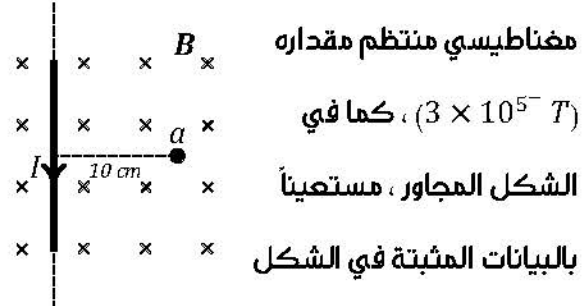 مغناطيسي منتظم مقداره
(3 × 10⁵⁻ T) ، كما في
الشكل المجاور ، مستعيناً
بالبيانات المثبتة في الشكل
× × × B ×
× × × ×
a
I 10 cm
× × × ×
× × × ×